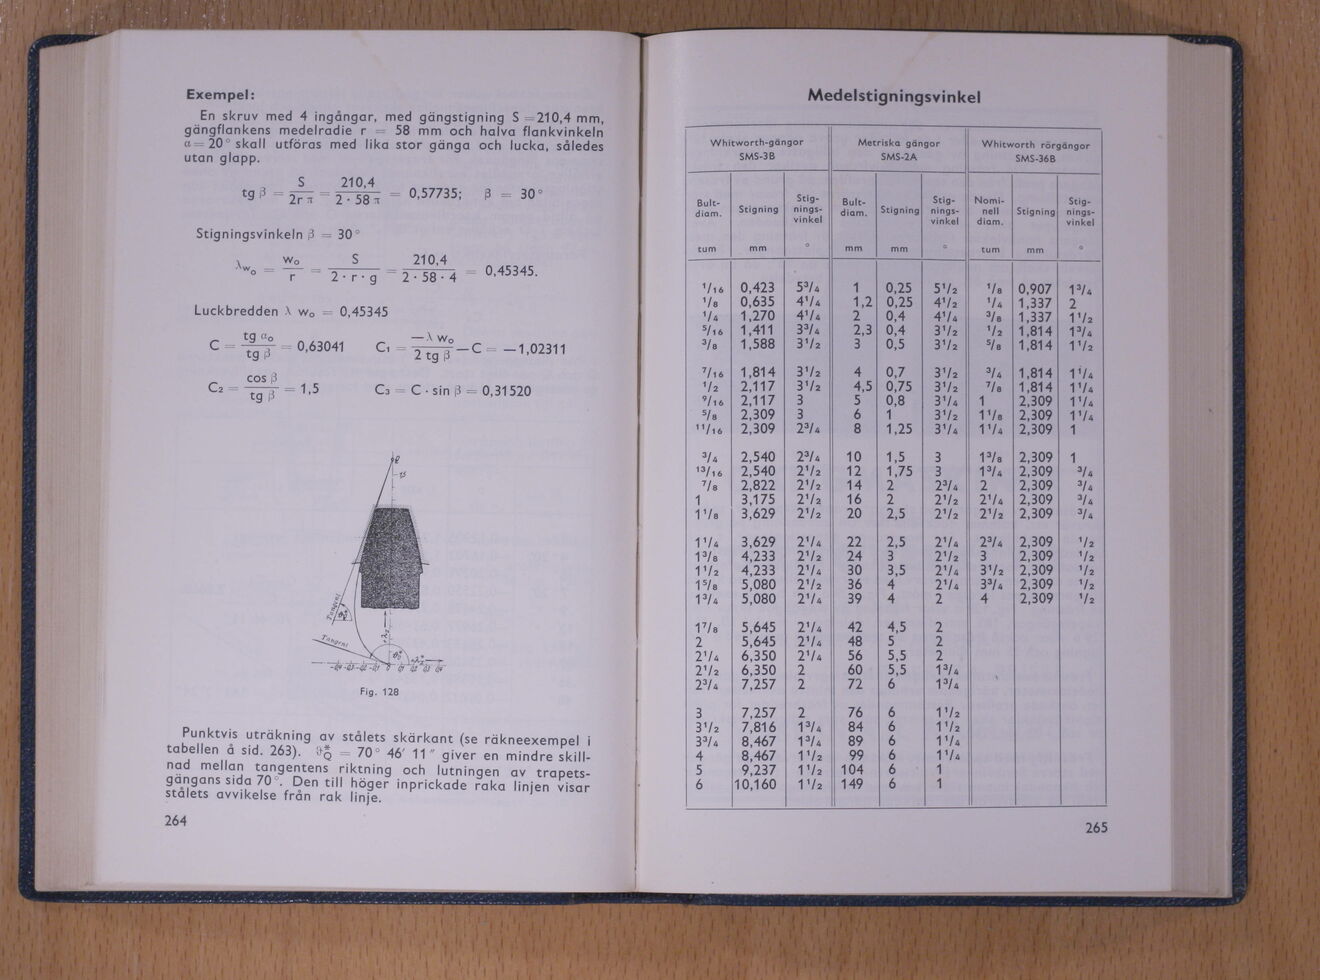 Exempel:
En skruv med 4 ingångar, med gängstigning S = 210,4 mm,
gängflankens medelradie r = 58 mm och halva flankvinkeln
α = 20° skall utföras med lika stor gänga och lucka, således
utan glapp.
tg β = S / 2r π = 210,4 / 2 · 58 π = 0,57735; β = 30°
Stigningsvinkeln β = 30°
λw₀ = w₀ / r = S / 2 · r · g = 210,4 / 2 · 58 · 4 = 0,45345.
Luckbredden λ w₀ = 0,45345
C = tg α₀ / tg β = 0,63041 C₁ = —λ w₀ / 2 tg β — C = —1,02311
C₂ = cos β / tg β = 1,5 C₃ = C · sin β = 0,31520
Tangent
Tangent
Fig. 128
Punktvis uträkning av stålets skärkant (se räkneexempel i
tabellen å sid. 263). ϑ*Q = 70° 46′ 11″ giver en mindre skill-
nad mellan tangentens riktning och lutningen av trapets-
gängans sida 70°. Den till höger inprickade raka linjen visar
stålets avvikelse från rak linje.
264
Medelstigningsvinkel
Whitworth-gängor SMS-3B Metriska gängor SMS-2A Whitworth rörgängor SMS-36B
Bult-diam. Stigning Stig-nings-vinkel Bult-diam. Stigning Stig-nings-vinkel Nomi-nell diam. Stigning Stig-nings-vinkel
tum mm ° mm mm ° tum mm °
1/16 0,423 5 3/4 1 0,25 5 1/2 1/8 0,907 1 3/4
1/8 0,635 4 1/4 1,2 0,25 4 1/2 1/4 1,337 2
1/4 1,270 4 1/4 2 0,4 4 1/4 3/8 1,337 1 1/2
5/16 1,411 3 3/4 2,3 0,4 3 1/2 1/2 1,814 1 3/4
3/8 1,588 3 1/2 3 0,5 3 1/2 5/8 1,814 1 1/2
7/16 1,814 3 1/2 4 0,7 3 1/2 3/4 1,814 1 1/4
1/2 2,117 3 1/2 4,5 0,75 3 1/2 7/8 1,814 1 1/4
9/16 2,117 3 5 0,8 3 1/4 1 2,309 1 1/4
5/8 2,309 3 6 1 3 1/2 1 1/8 2,309 1 1/4
11/16 2,309 2 3/4 8 1,25 3 1/4 1 1/4 2,309 1
3/4 2,540 2 3/4 10 1,5 3 1 3/8 2,309 1
13/16 2,540 2 1/2 12 1,75 3 1 3/4 2,309 3/4
7/8 2,822 2 1/2 14 2 2 3/4 2 2,309 3/4
1 3,175 2 1/2 16 2 2 1/2 2 1/4 2,309 3/4
1 1/8 3,629 2 1/2 20 2,5 2 1/2 2 1/2 2,309 3/4
1 1/4 3,629 2 1/4 22 2,5 2 1/4 2 3/4 2,309 1/2
1 3/8 4,233 2 1/2 24 3 2 1/2 3 2,309 1/2
1 1/2 4,233 2 1/4 30 3,5 2 1/4 3 1/2 2,309 1/2
1 5/8 5,080 2 1/2 36 4 2 1/4 3 3/4 2,309 1/2
1 3/4 5,080 2 1/4 39 4 2 4 2,309 1/2
1 7/8 5,645 2 1/4 42 4,5 2
2 5,645 2 1/4 48 5 2
2 1/4 6,350 2 1/4 56 5,5 2
2 1/2 6,350 2 60 5,5 1 3/4
2 3/4 7,257 2 72 6 1 3/4
3 7,257 2 76 6 1 1/2
3 1/2 7,816 1 3/4 84 6 1 1/2
3 3/4 8,467 1 3/4 89 6 1 1/4
4 8,467 1 1/2 99 6 1 1/4
5 9,237 1 1/2 104 6 1
6 10,160 1 1/2 149 6 1
265